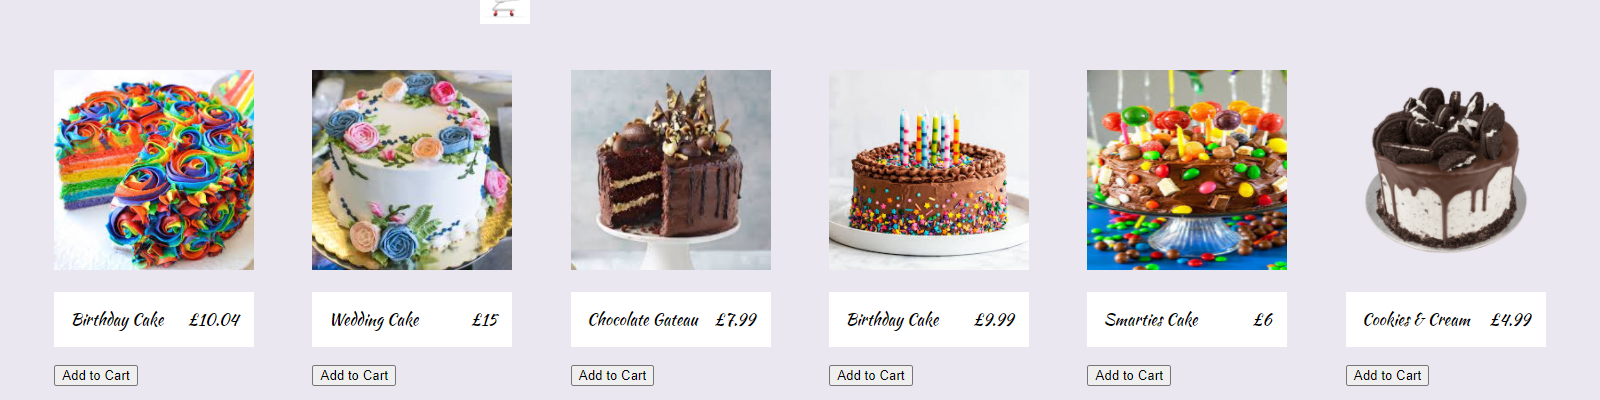 Birthday Cake £10.04
Wedding Cake £15
Chocolate Gateau £7.99
Birthday Cake £9.99
Smarties Cake £6
Cookies & Cream £4.99
Add to Cart
Add to Cart
Add to Cart
Add to Cart
Add to Cart
Add to Cart